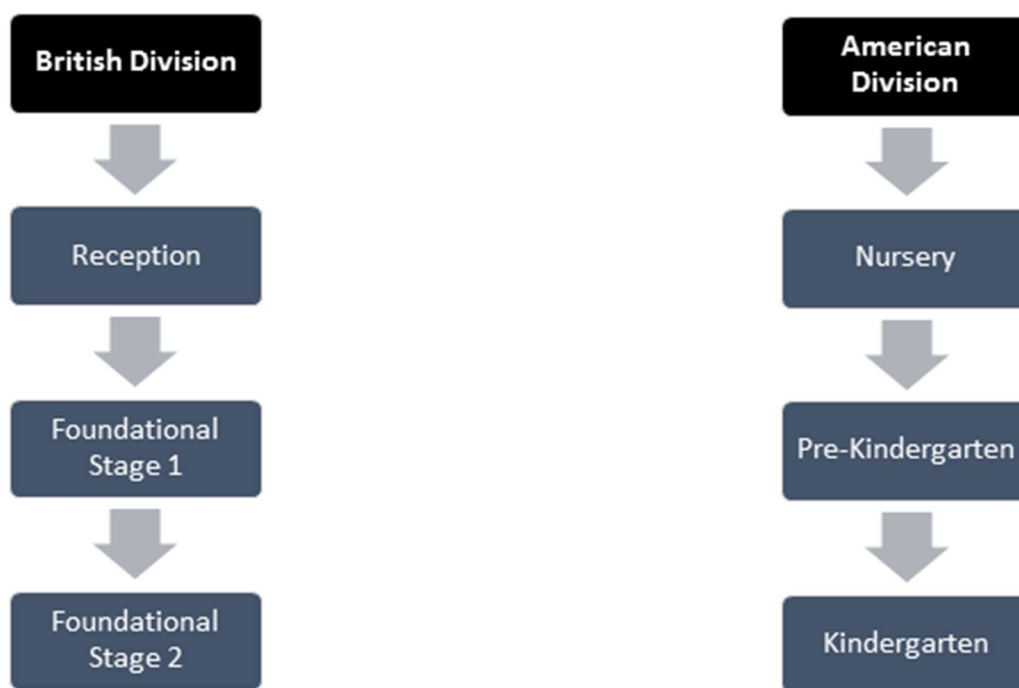 British Division
Reception
Foundational
Stage 1
Foundational
Stage 2
American
Division
Nursery
Pre-Kindergarten
Kindergarten